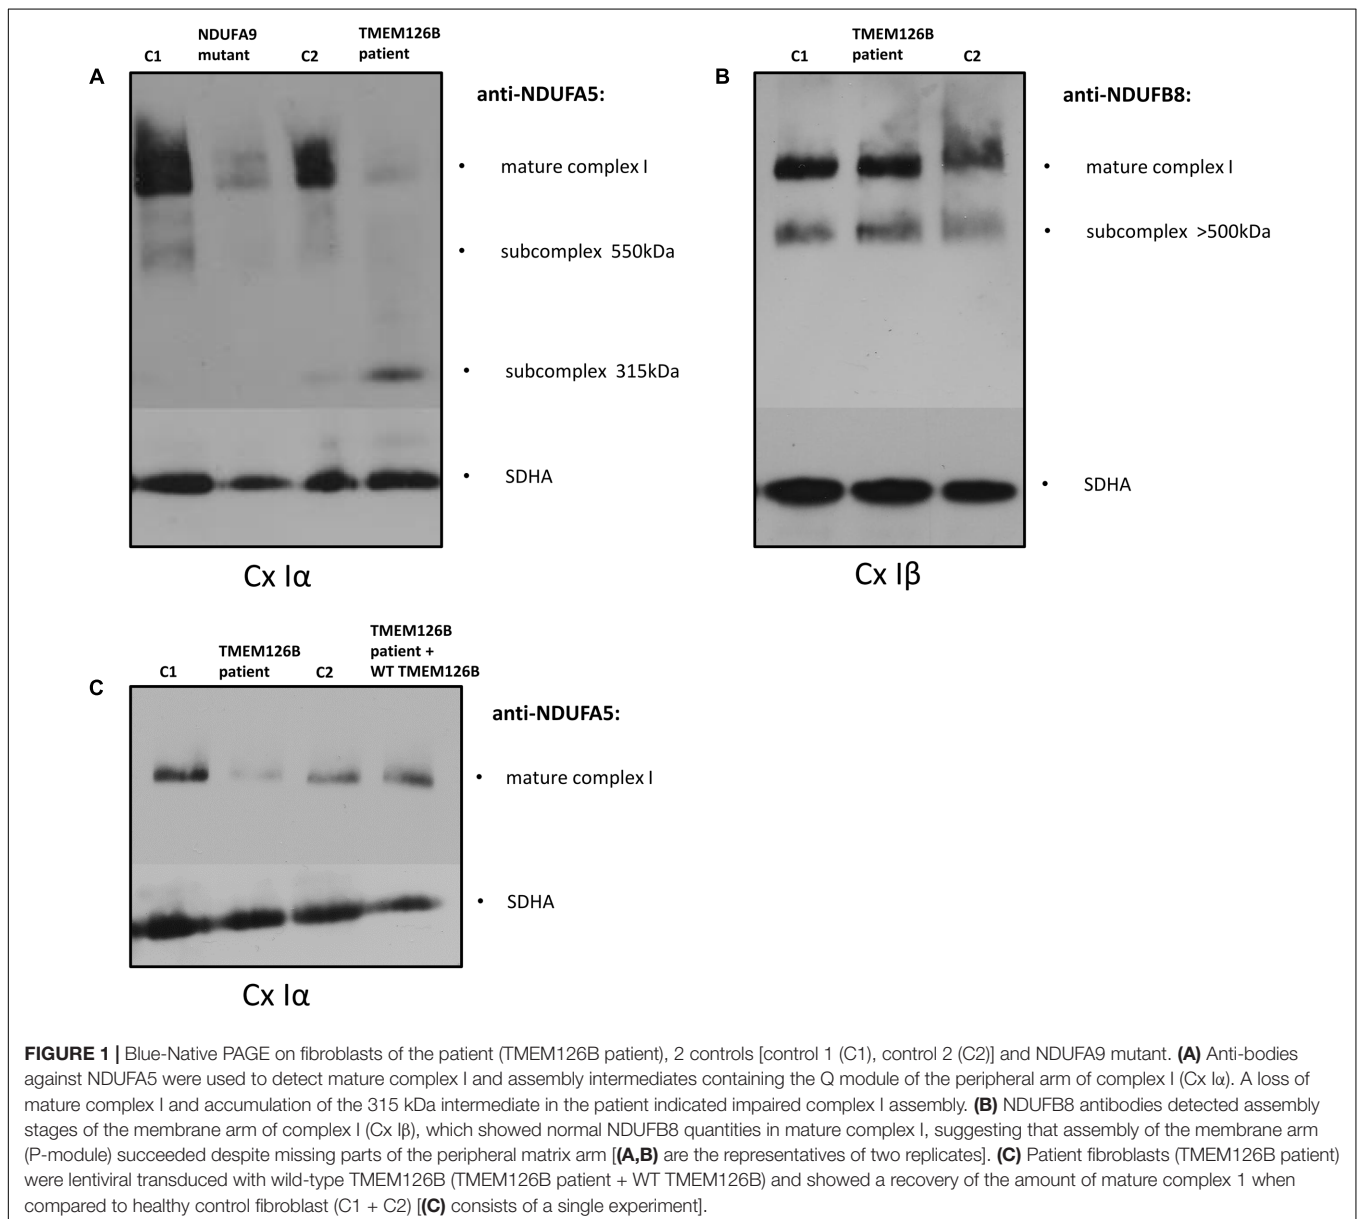 A
C1
NDUFA9
mutant
C2
TMEM126B
patient
anti-NDUFA5:
• mature complex I
• subcomplex 550kDa
• subcomplex 315kDa
• SDHA
Cx Iα
B
C1
TMEM126B
patient
C2
anti-NDUFB8:
• mature complex I
• subcomplex >500kDa
• SDHA
Cx Iβ
C
C1
TMEM126B
patient
C2
TMEM126B
patient +
WT TMEM126B
anti-NDUFA5:
• mature complex I
• SDHA
Cx Iα
FIGURE 1 | Blue-Native PAGE on fibroblasts of the patient (TMEM126B patient), 2 controls [control 1 (C1), control 2 (C2)] and NDUFA9 mutant. (A) Anti-bodies
against NDUFA5 were used to detect mature complex I and assembly intermediates containing the Q module of the peripheral arm of complex I (Cx Iα). A loss of
mature complex I and accumulation of the 315 kDa intermediate in the patient indicated impaired complex I assembly. (B) NDUFB8 antibodies detected assembly
stages of the membrane arm of complex I (Cx Iβ), which showed normal NDUFB8 quantities in mature complex I, suggesting that assembly of the membrane arm
(P-module) succeeded despite missing parts of the peripheral matrix arm [(A,B) are the representatives of two replicates]. (C) Patient fibroblasts (TMEM126B patient)
were lentiviral transduced with wild-type TMEM126B (TMEM126B patient + WT TMEM126B) and showed a recovery of the amount of mature complex 1 when
compared to healthy control fibroblast (C1 + C2) [(C) consists of a single experiment].